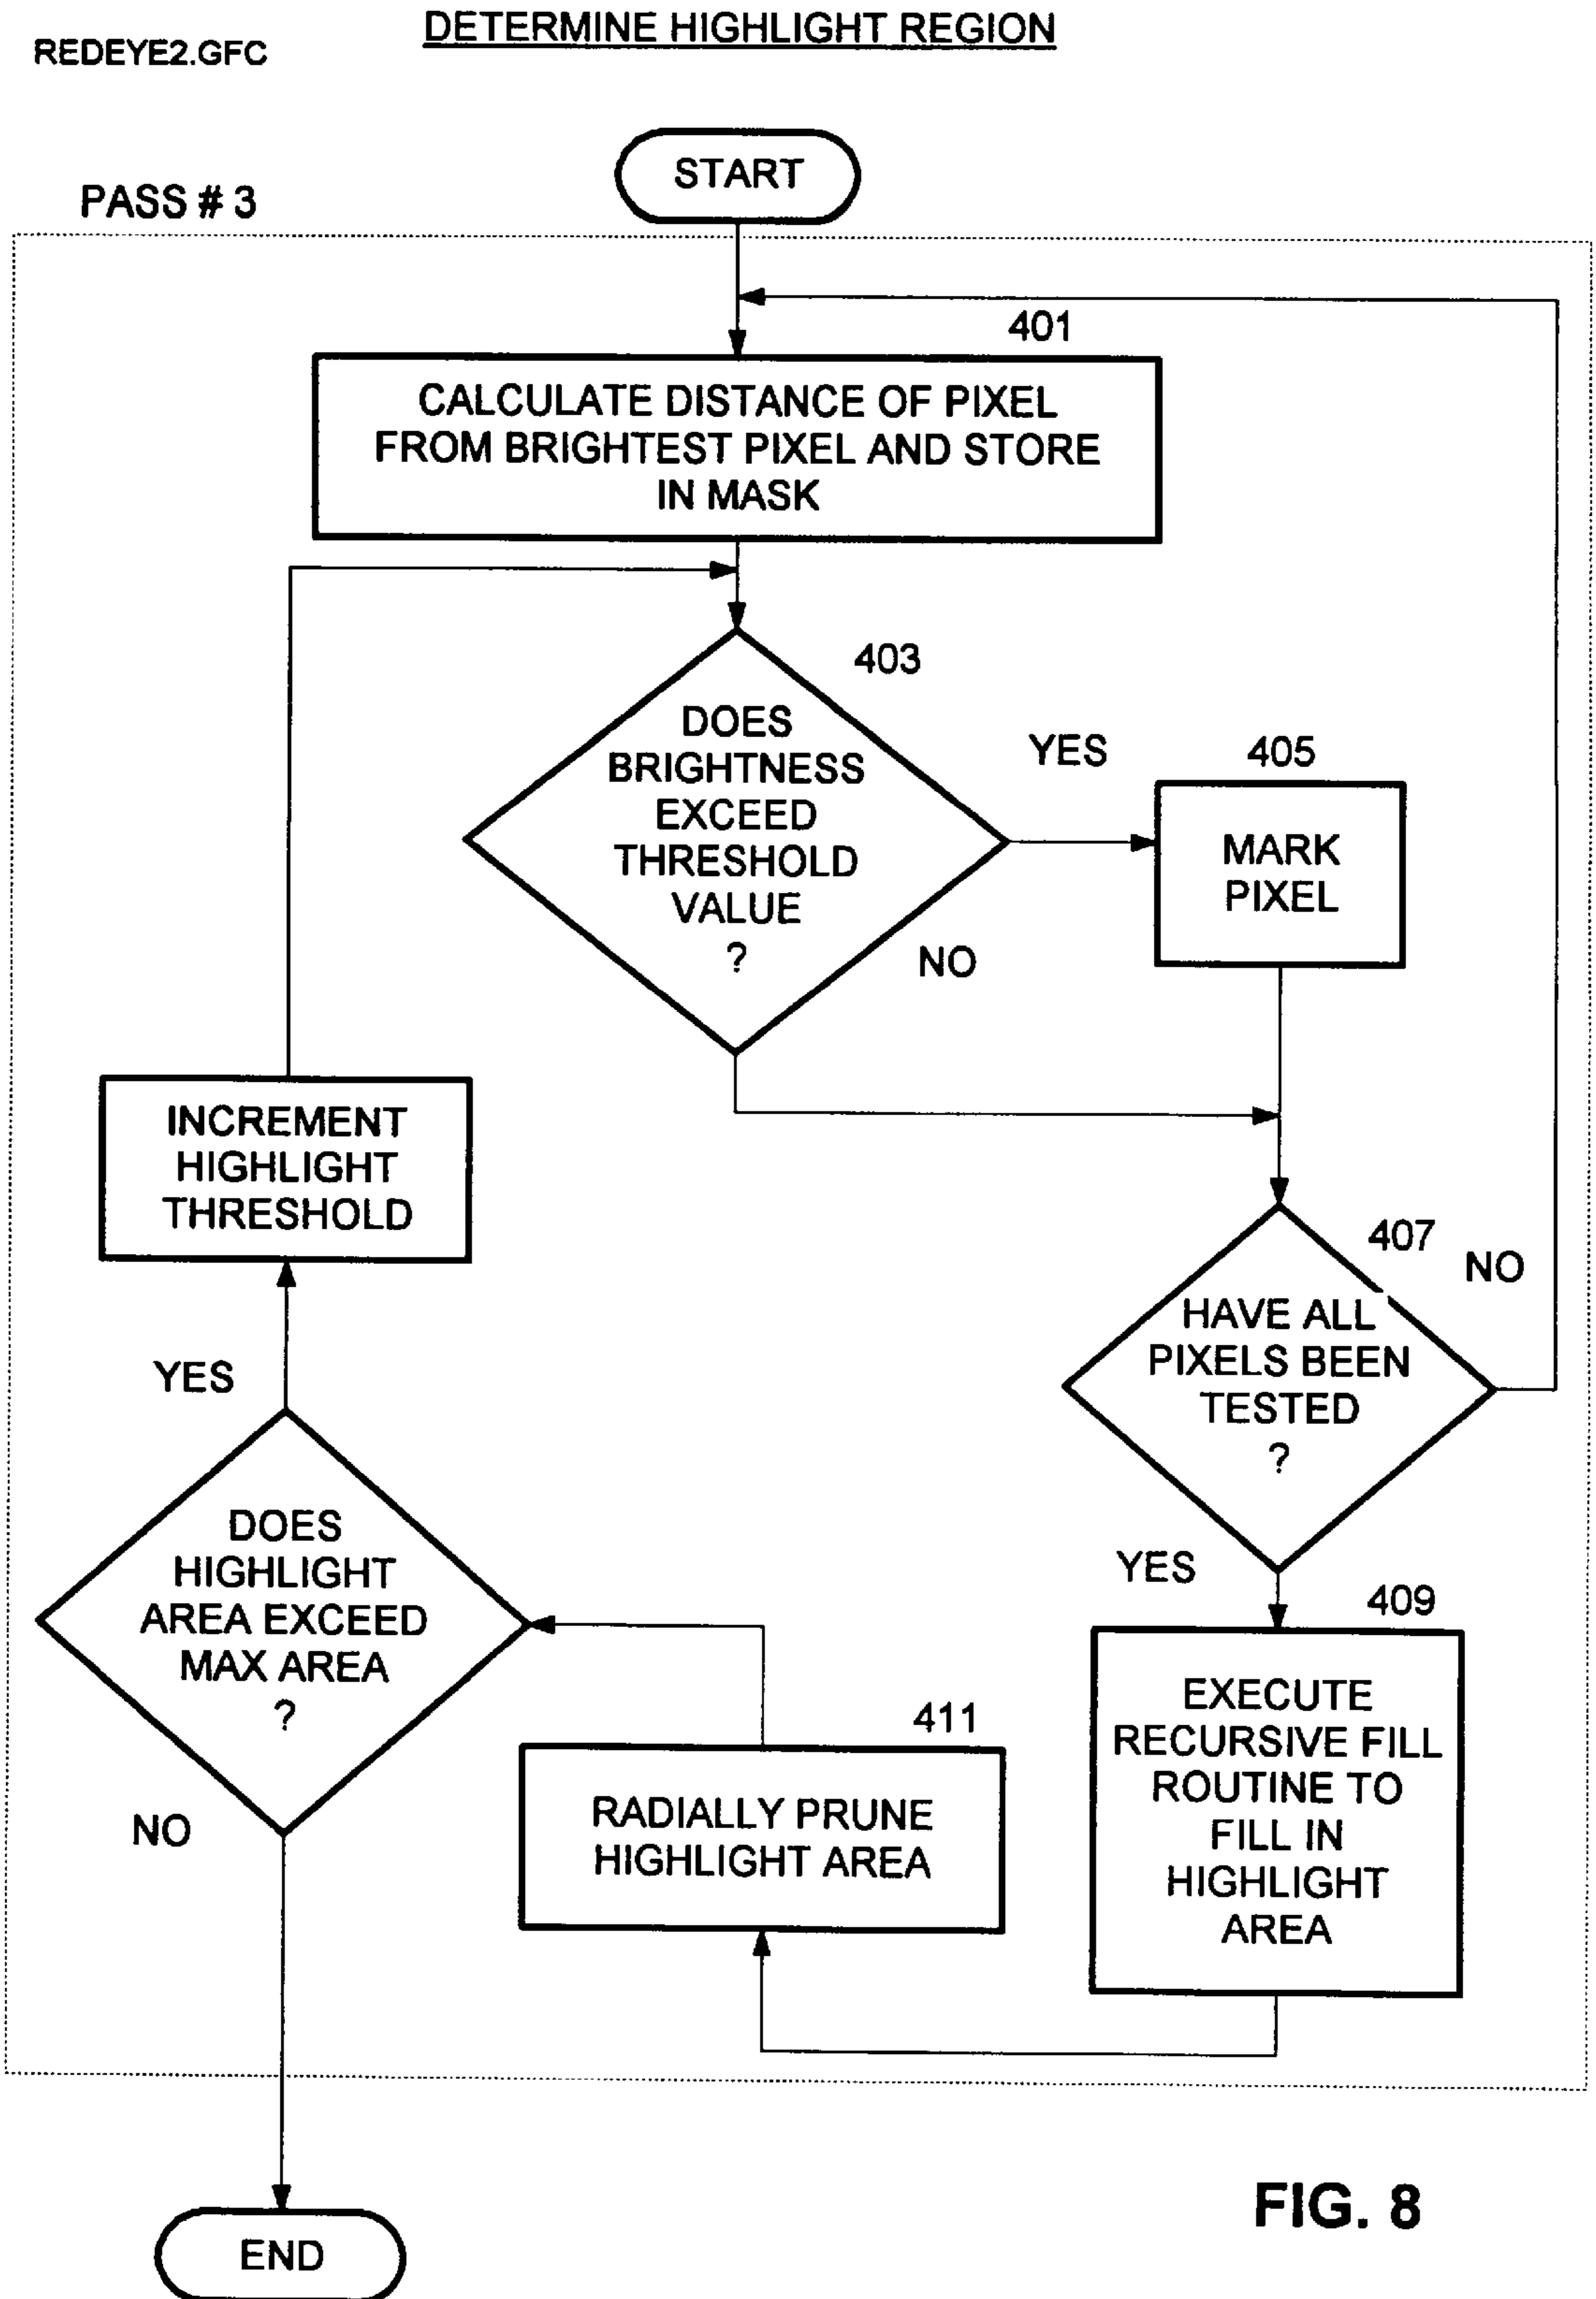 DETERMINE HIGHLIGHT REGION
REDEYE2.GFC
START
PASS # 3
401
CALCULATE DISTANCE OF PIXEL
FROM BRIGHTEST PIXEL AND STORE
IN MASK
403
DOES
BRIGHTNESS
EXCEED
THRESHOLD
VALUE
?
YES
NO
405
MARK
PIXEL
INCREMENT
HIGHLIGHT
THRESHOLD
407
NO
HAVE ALL
PIXELS BEEN
TESTED
?
YES
YES
DOES
HIGHLIGHT
AREA EXCEED
MAX AREA
?
NO
409
EXECUTE
RECURSIVE FILL
ROUTINE TO
FILL IN
HIGHLIGHT
AREA
411
RADIALLY PRUNE
HIGHLIGHT AREA
END
FIG. 8